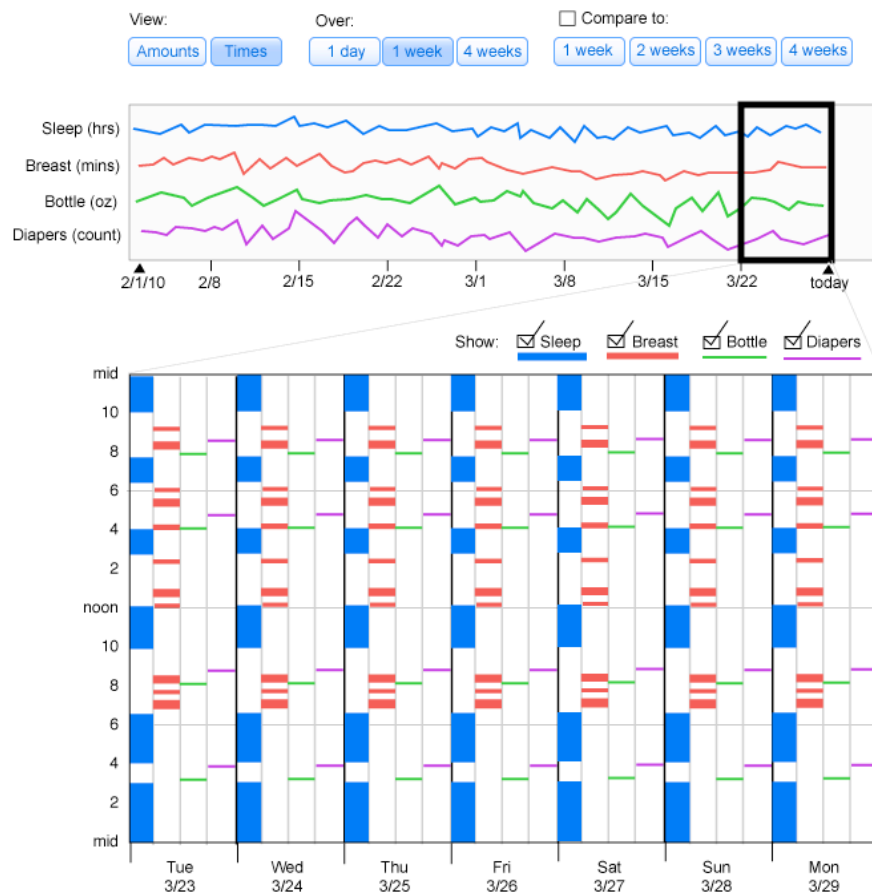 View: Over: Compare to:
Amounts Times 1 day 1 week 4 weeks 1 week 2 weeks 3 weeks 4 weeks
Sleep (hrs)
Breast (mins)
Bottle (oz)
Diapers (count)
2/1/10 2/8 2/15 2/22 3/1 3/8 3/15 3/22 today
Show: Sleep Breast Bottle Diapers
mid
10
8
6
4
2
noon
10
8
6
4
2
mid
Tue Wed Thu Fri Sat Sun Mon
3/23 3/24 3/25 3/26 3/27 3/28 3/29